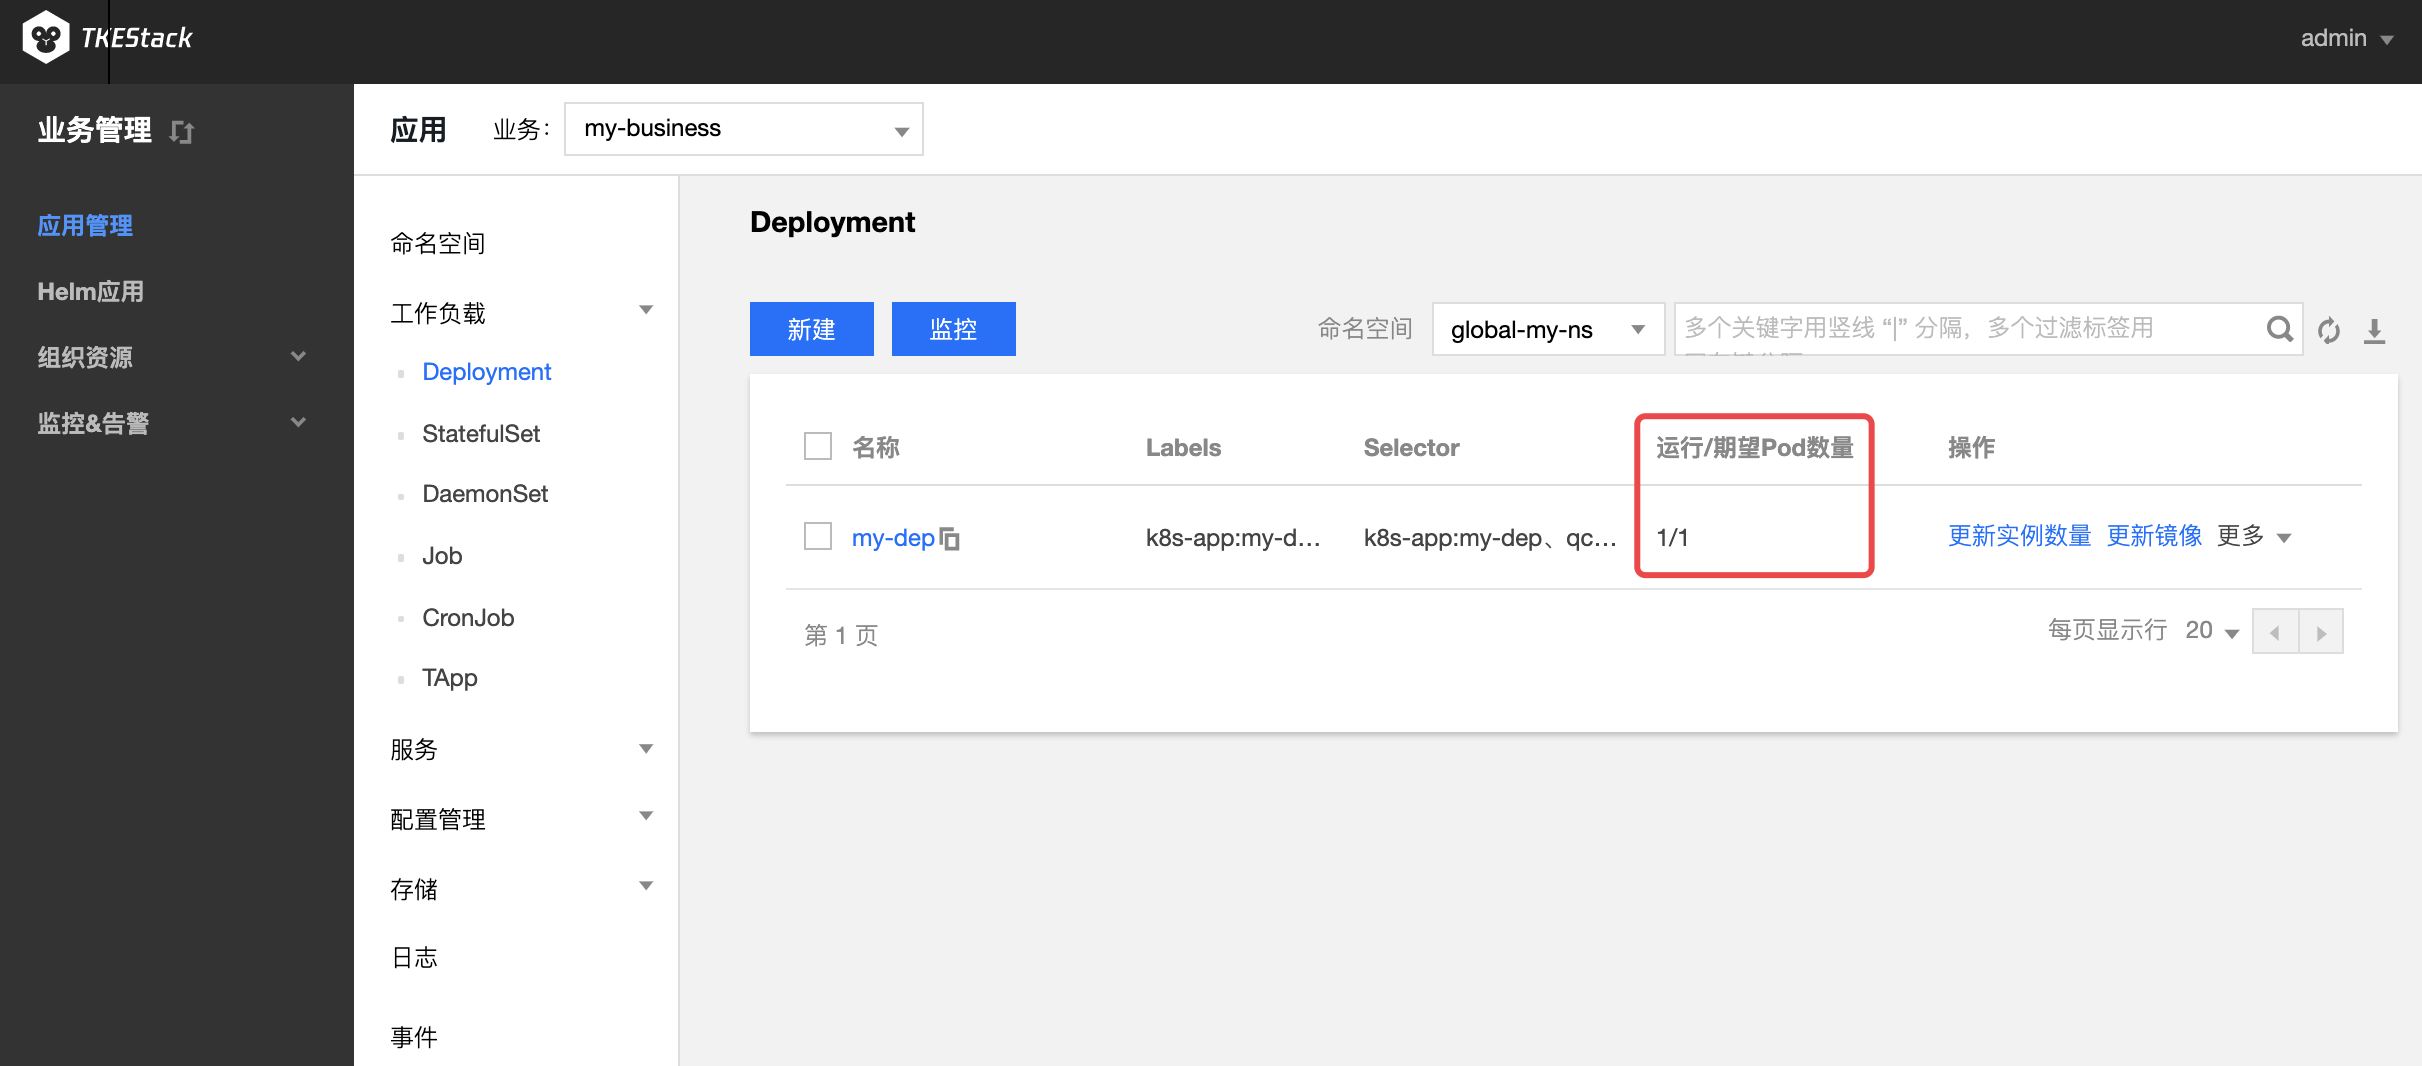 TKEStack
admin
业务管理
应用管理
Helm应用
组织资源
监控&告警
应用 业务: my-business
命名空间
工作负载
Deployment
StatefulSet
DaemonSet
Job
CronJob
TApp
服务
配置管理
存储
日志
事件
Deployment
新建 监控 命名空间 global-my-ns 多个关键字用竖线 “|” 分隔，多个过滤标签用
名称 Labels Selector 运行/期望Pod数量 操作
my-dep k8s-app:my-d... k8s-app:my-dep、qc... 1/1 更新实例数量 更新镜像 更多
第 1 页 每页显示行 20